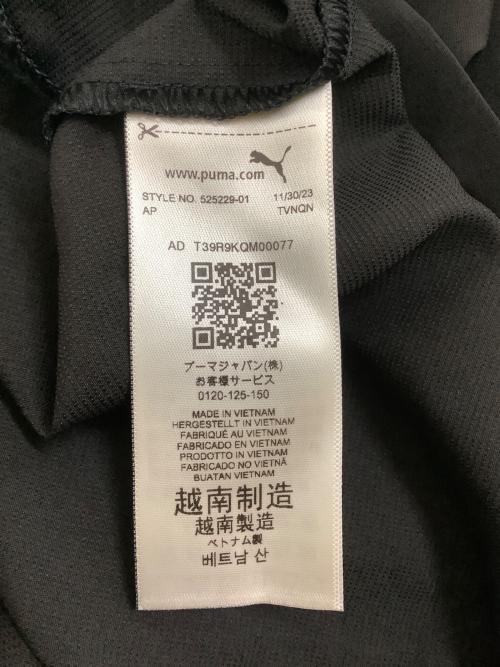 www.puma.com
STYLE NO. 525229-01 11/30/23
AP TVNQN
AD T39R9KQM00077
プーマジャパン(株)
お客様サービス
0120-125-150
MADE IN VIETNAM
HERGESTELLT IN VIETNAM
FABRIQUÉ AU VIETNAM
FABRICADO EN VIETNAM
PRODOTTO IN VIETNAM
FABRICADO NO VIETNÃ
BUATAN VIETNAM
越南制造
越南製造
ベトナム製
베트남 산